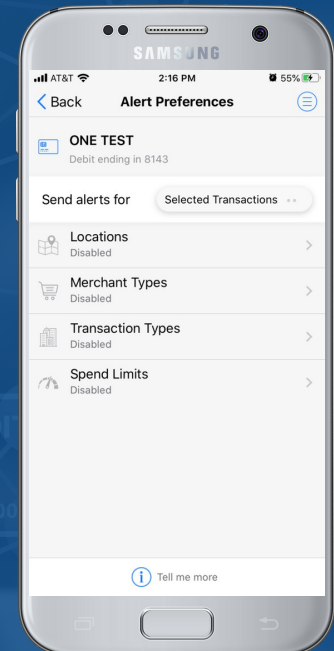 SAMSUNG
AT&T 2:16 PM 55%
Back Alert Preferences
ONE TEST
Debit ending in 8143
Send alerts for Selected Transactions
Locations
Disabled
Merchant Types
Disabled
Transaction Types
Disabled
Spend Limits
Disabled
i Tell me more